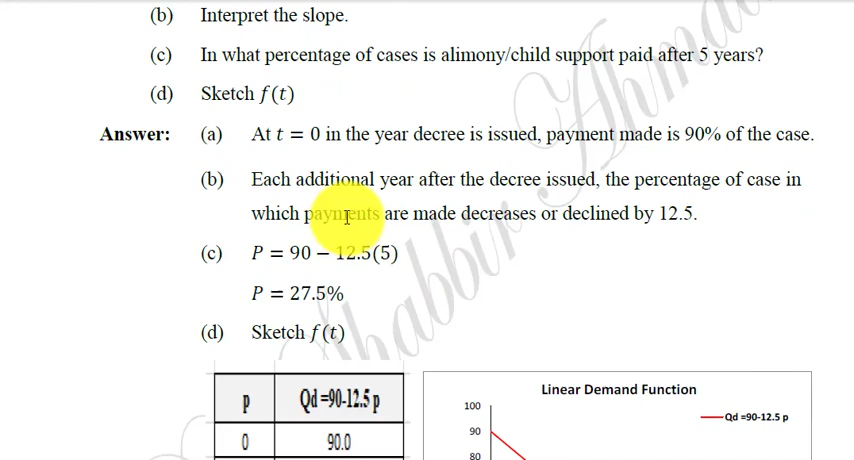 (b) Interpret the slope.
(c) In what percentage of cases is alimony/child support paid after 5 years?
(d) Sketch f(t)
Answer: (a) At t = 0 in the year decree is issued, payment made is 90% of the case.
(b) Each additional year after the decree issued, the percentage of case in
which payments are made decreases or declined by 12.5.
(c) P = 90 − 12.5(5)
P = 27.5%
(d) Sketch f(t)
Shabbir Ahmad
p Qd =90-12.5 p
0 90.0
Linear Demand Function
100
90
80
Qd =90-12.5 p